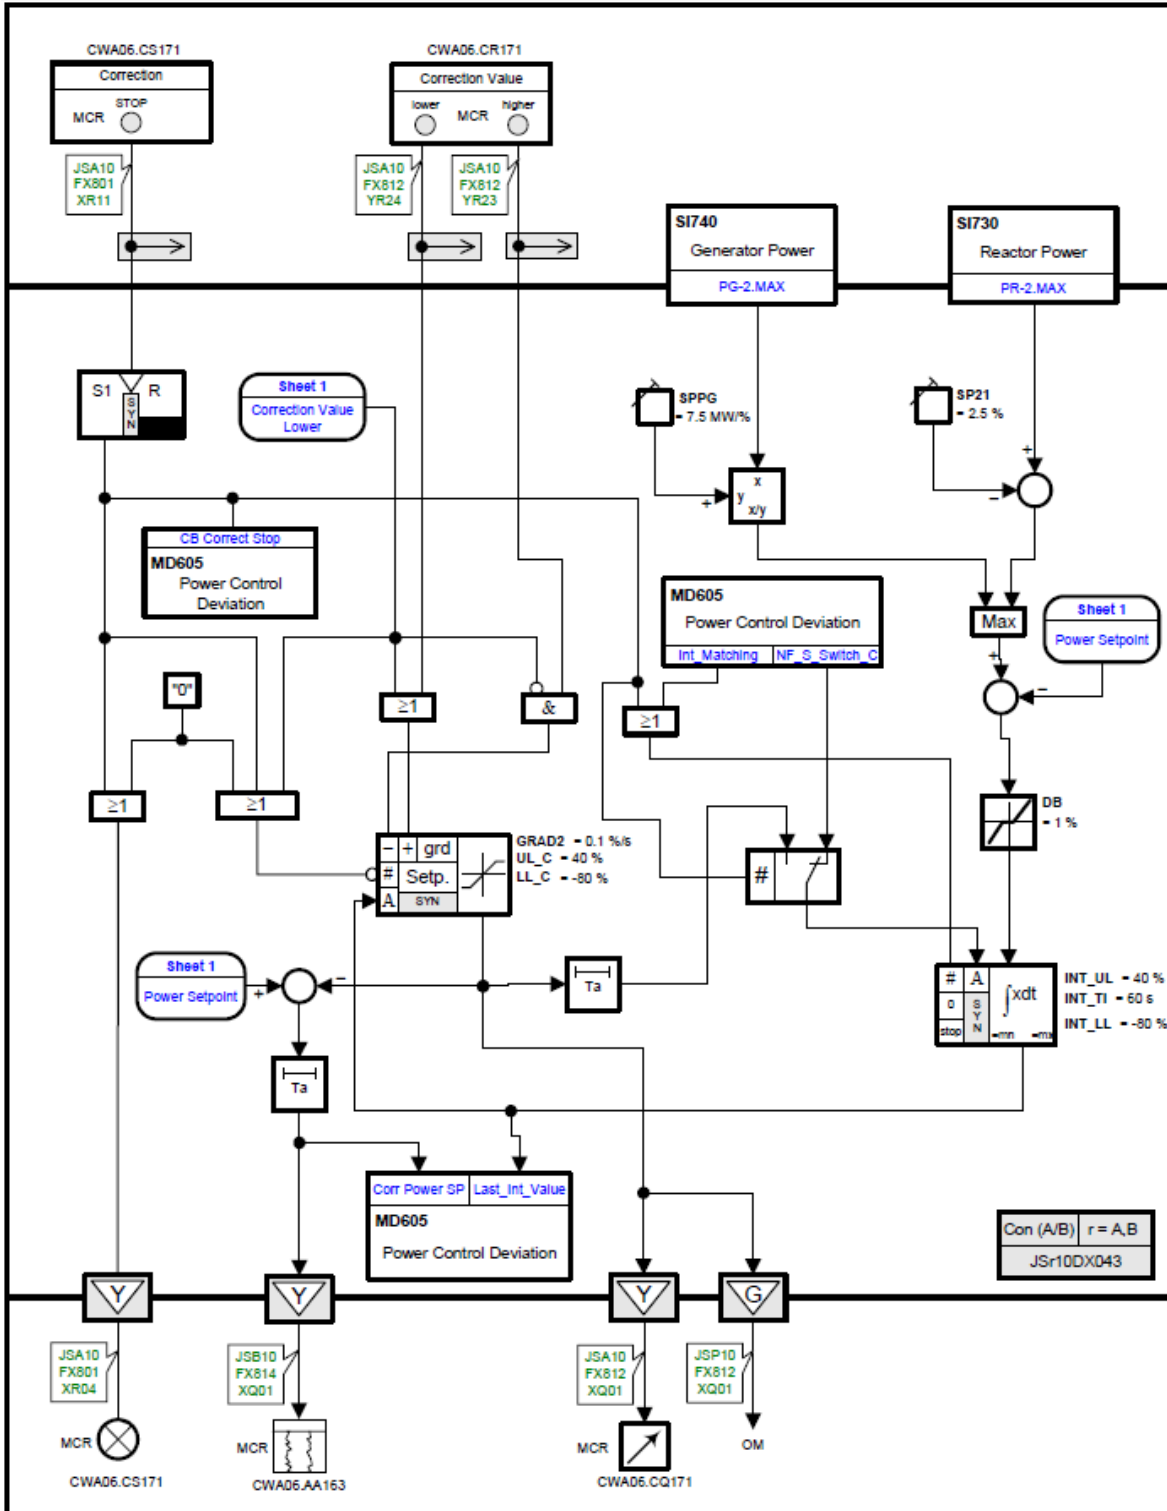 CWA06.CS171
Correction
STOP
MCR
CWA06.CR171
Correction Value
lower
MCR
higher
JSA10
FX801
XR11
JSA10
FX812
YR24
JSA10
FX812
YR23
SI740
Generator Power
PG-2.MAX
SI730
Reactor Power
PR-2.MAX
S1
R
SYN
Sheet 1
Correction Value
Lower
SPPG
= 7.5 MW/%
SP21
= 2.5 %
+
x
y
x/y
+
−
CB Correct Stop
MD605
Power Control
Deviation
MD605
Power Control Deviation
Int_Matching
NF_S_Switch_C
Max
Sheet 1
Power Setpoint
+
−
"0"
≥1
&
≥1
≥1
≥1
DB
= 1 %
− + grd
# Setp.
A SYN
GRAD2 = 0.1 %/s
UL_C = 40 %
LL_C = -80 %
#
Sheet 1
Power Setpoint
+
−
Ta
# A
0
stop
SYN
∫xdt
=mn
=mx
INT_UL = 40 %
INT_TI = 60 s
INT_LL = -80 %
Ta
Corr Power SP
Last_Int_Value
MD605
Power Control Deviation
Con (A/B)
r = A,B
JSr10DX043
Y
Y
Y
G
JSA10
FX801
XR04
JSB10
FX814
XQ01
JSA10
FX812
XQ01
JSP10
FX812
XQ01
MCR
CWA06.CS171
MCR
CWA06.AA163
MCR
CWA06.CQ171
OM